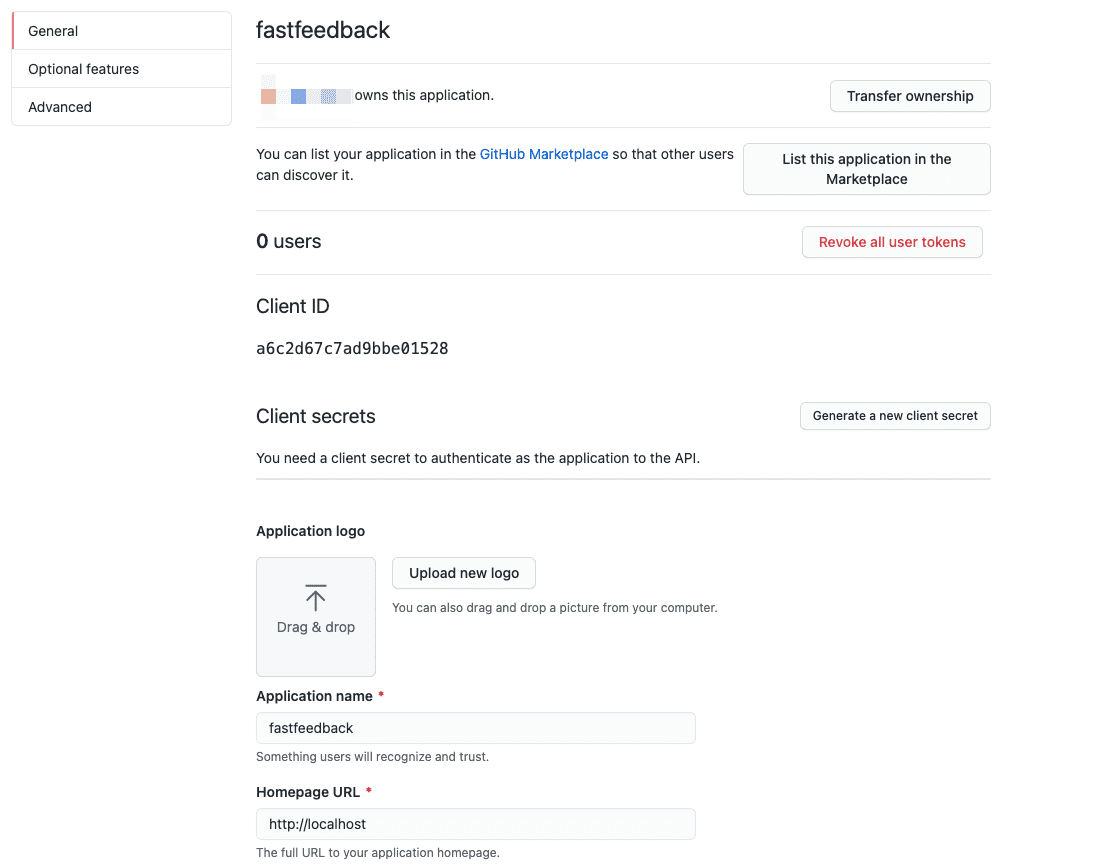 General
Optional features
Advanced
fastfeedback
owns this application.
Transfer ownership
You can list your application in the GitHub Marketplace so that other users
can discover it.
List this application in the
Marketplace
0 users
Revoke all user tokens
Client ID
a6c2d67c7ad9bbe01528
Client secrets
Generate a new client secret
You need a client secret to authenticate as the application to the API.
Application logo
Drag & drop
Upload new logo
You can also drag and drop a picture from your computer.
Application name *
fastfeedback
Something users will recognize and trust.
Homepage URL *
http://localhost
The full URL to your application homepage.